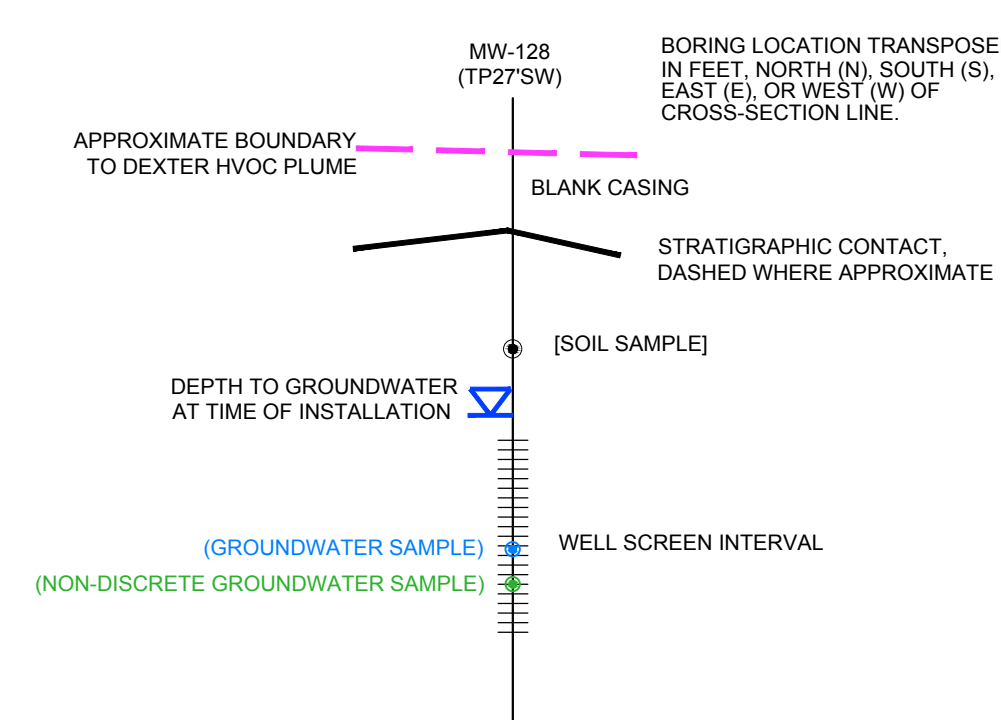 MW-128
(TP27'SW)
BORING LOCATION TRANSPOSE
IN FEET, NORTH (N), SOUTH (S),
EAST (E), OR WEST (W) OF
CROSS-SECTION LINE.
APPROXIMATE BOUNDARY
TO DEXTER HVOC PLUME
BLANK CASING
STRATIGRAPHIC CONTACT,
DASHED WHERE APPROXIMATE
[SOIL SAMPLE]
DEPTH TO GROUNDWATER
AT TIME OF INSTALLATION
(GROUNDWATER SAMPLE)
WELL SCREEN INTERVAL
(NON-DISCRETE GROUNDWATER SAMPLE)